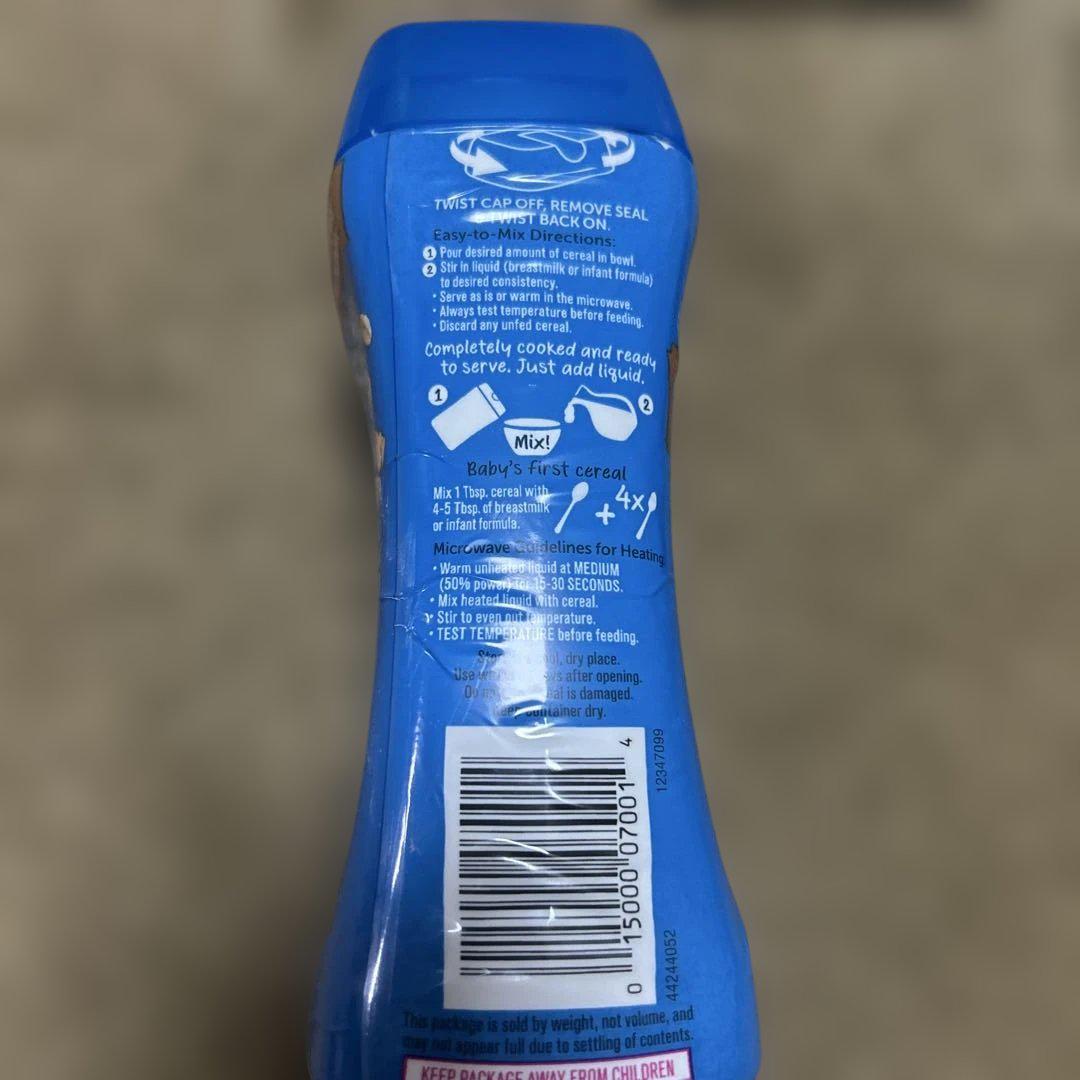 TWIST CAP OFF, REMOVE SEAL
& TWIST BACK ON.
Easy-to-Mix Directions:
1 Pour desired amount of cereal in bowl.
2 Stir in liquid (breastmilk or infant formula)
to desired consistency.
• Serve as is or warm in the microwave.
• Always test temperature before feeding.
• Discard any unfed cereal.
Completely cooked and ready
to serve. Just add liquid.
1
2
Mix!
Baby's first cereal
Mix 1 Tbsp. cereal with
4-5 Tbsp. of breastmilk
or infant formula.
+ 4x
Microwave Guidelines for Heating
• Warm unheated liquid at MEDIUM
(50% power) for 15-30 SECONDS.
• Mix heated liquid with cereal.
• Stir to even out temperature.
• TEST TEMPERATURE before feeding.
cool, dry place.
Use after opening.
is damaged.
container dry.
0 15000 07001 4
12347099
44244052
This package is sold by weight, not volume, and
may not appear full due to settling of contents.
KEEP PACKAGE AWAY FROM CHILDREN